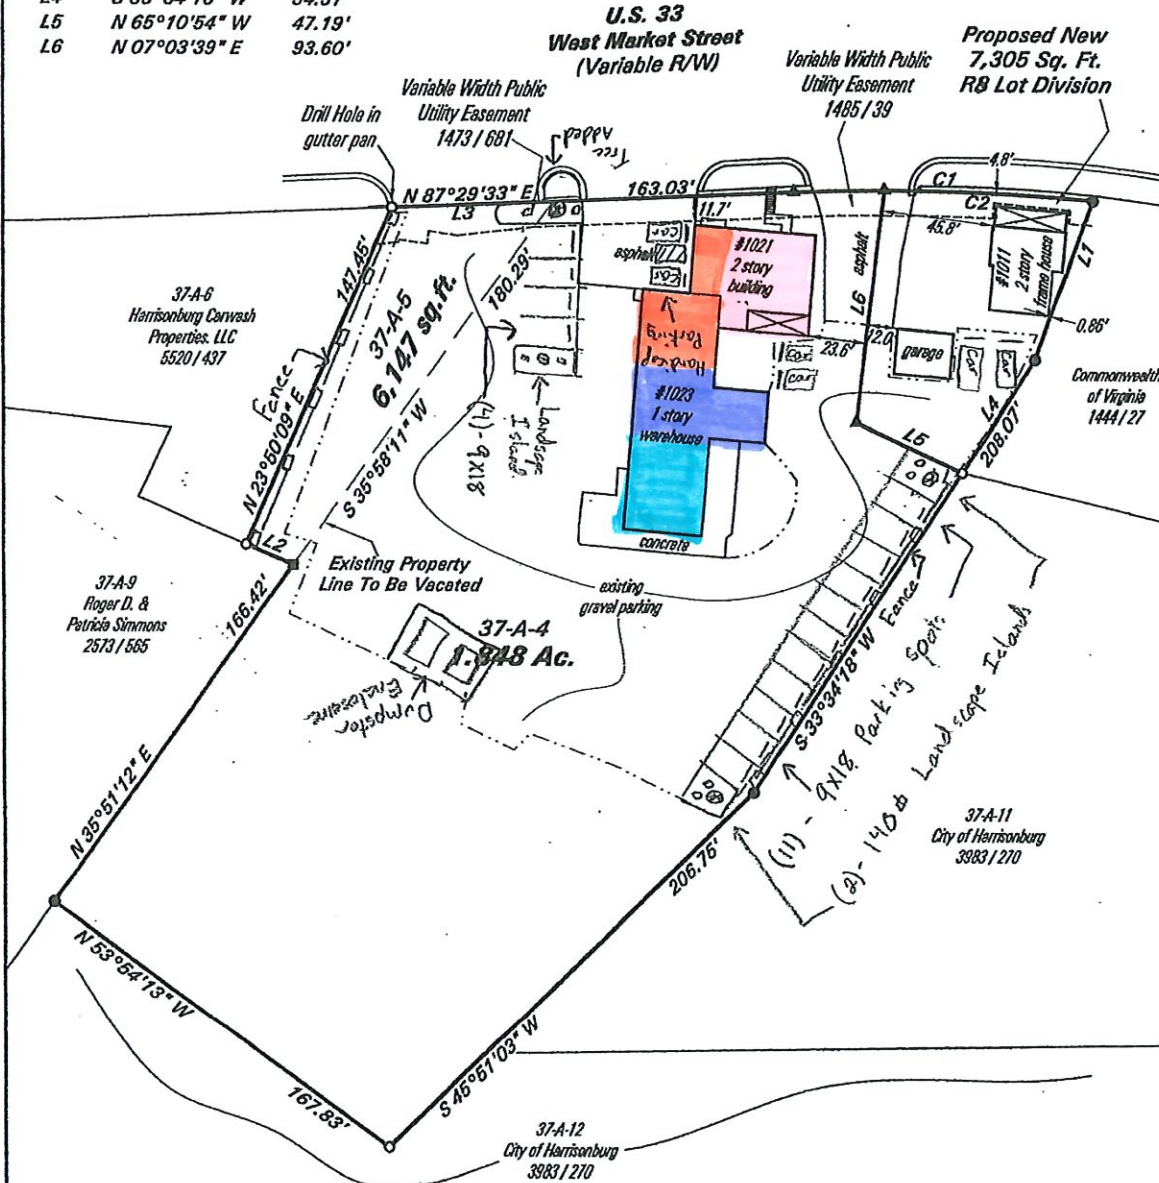 L5 N 65°10'54" W 47.19'
L6 N 07°03'39" E 93.60'
U.S. 33
West Market Street
(Variable R/W)
Proposed New
7,305 Sq. Ft.
R8 Lot Division
Variable Width Public
Utility Easement
1473 / 681
Variable Width Public
Utility Easement
1485 / 39
Drill Hole in
gutter pan
Tree
Added
N 87°29'33" E
163.03'
L3
C1
4.8'
C2
11.7'
45.8'
L1
car
asphalt
car
#1021
2 story
building
asphalt
L6
#1011
2 story
frame house
147.45'
37-A-5
6,147 sq.ft.
180.29'
37-A-6
Harrisonburg Carwash
Properties, LLC
5520 / 437
Handicap
Parking
0.86'
12.0
23.6'
garage
car
car
car
car
Commonwealth
of Virginia
1444 / 27
Fence
N 23°50'09" E
S 35°58'11" W
(4) - 9x18
Landscape
Island
#1023
1 story
warehouse
L4
L5
208.07'
L2
concrete
Existing Property
Line To Be Vacated
37-A-9
Roger D. &
Patricia Simmons
2573 / 565
166.42'
existing
gravel parking
37-A-4
1.848 Ac.
Dumpster
Enclosure
Fence
S 33°34'18" W
(11) - 9x18 Parking spots
Landscape Islands
N 35°51'12" E
37-A-11
City of Harrisonburg
3983 / 270
206.76'
N 53°54'13" W
S 45°51'03" W
167.83'
37-A-12
City of Harrisonburg
3983 / 270